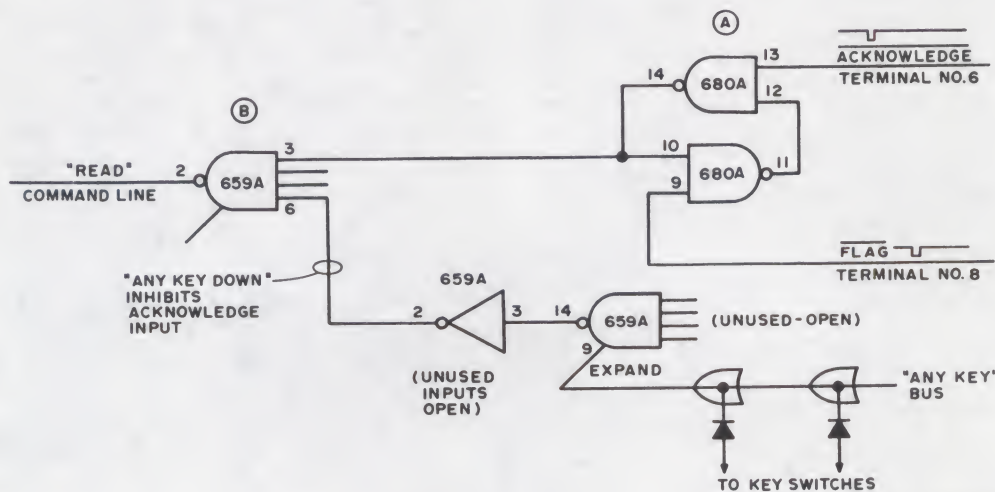 A
13
14
680A
12
ACKNOWLEDGE
TERMINAL NO.6
B
3
"READ"
2
659A
COMMAND LINE
6
10
9
680A
11
FLAG
TERMINAL NO.8
"ANY KEY DOWN"
INHIBITS
ACKNOWLEDGE
INPUT
659A
2
3
14
659A
(UNUSED-OPEN)
9
EXPAND
(UNUSED
INPUTS
OPEN)
"ANY KEY"
BUS
TO KEY SWITCHES